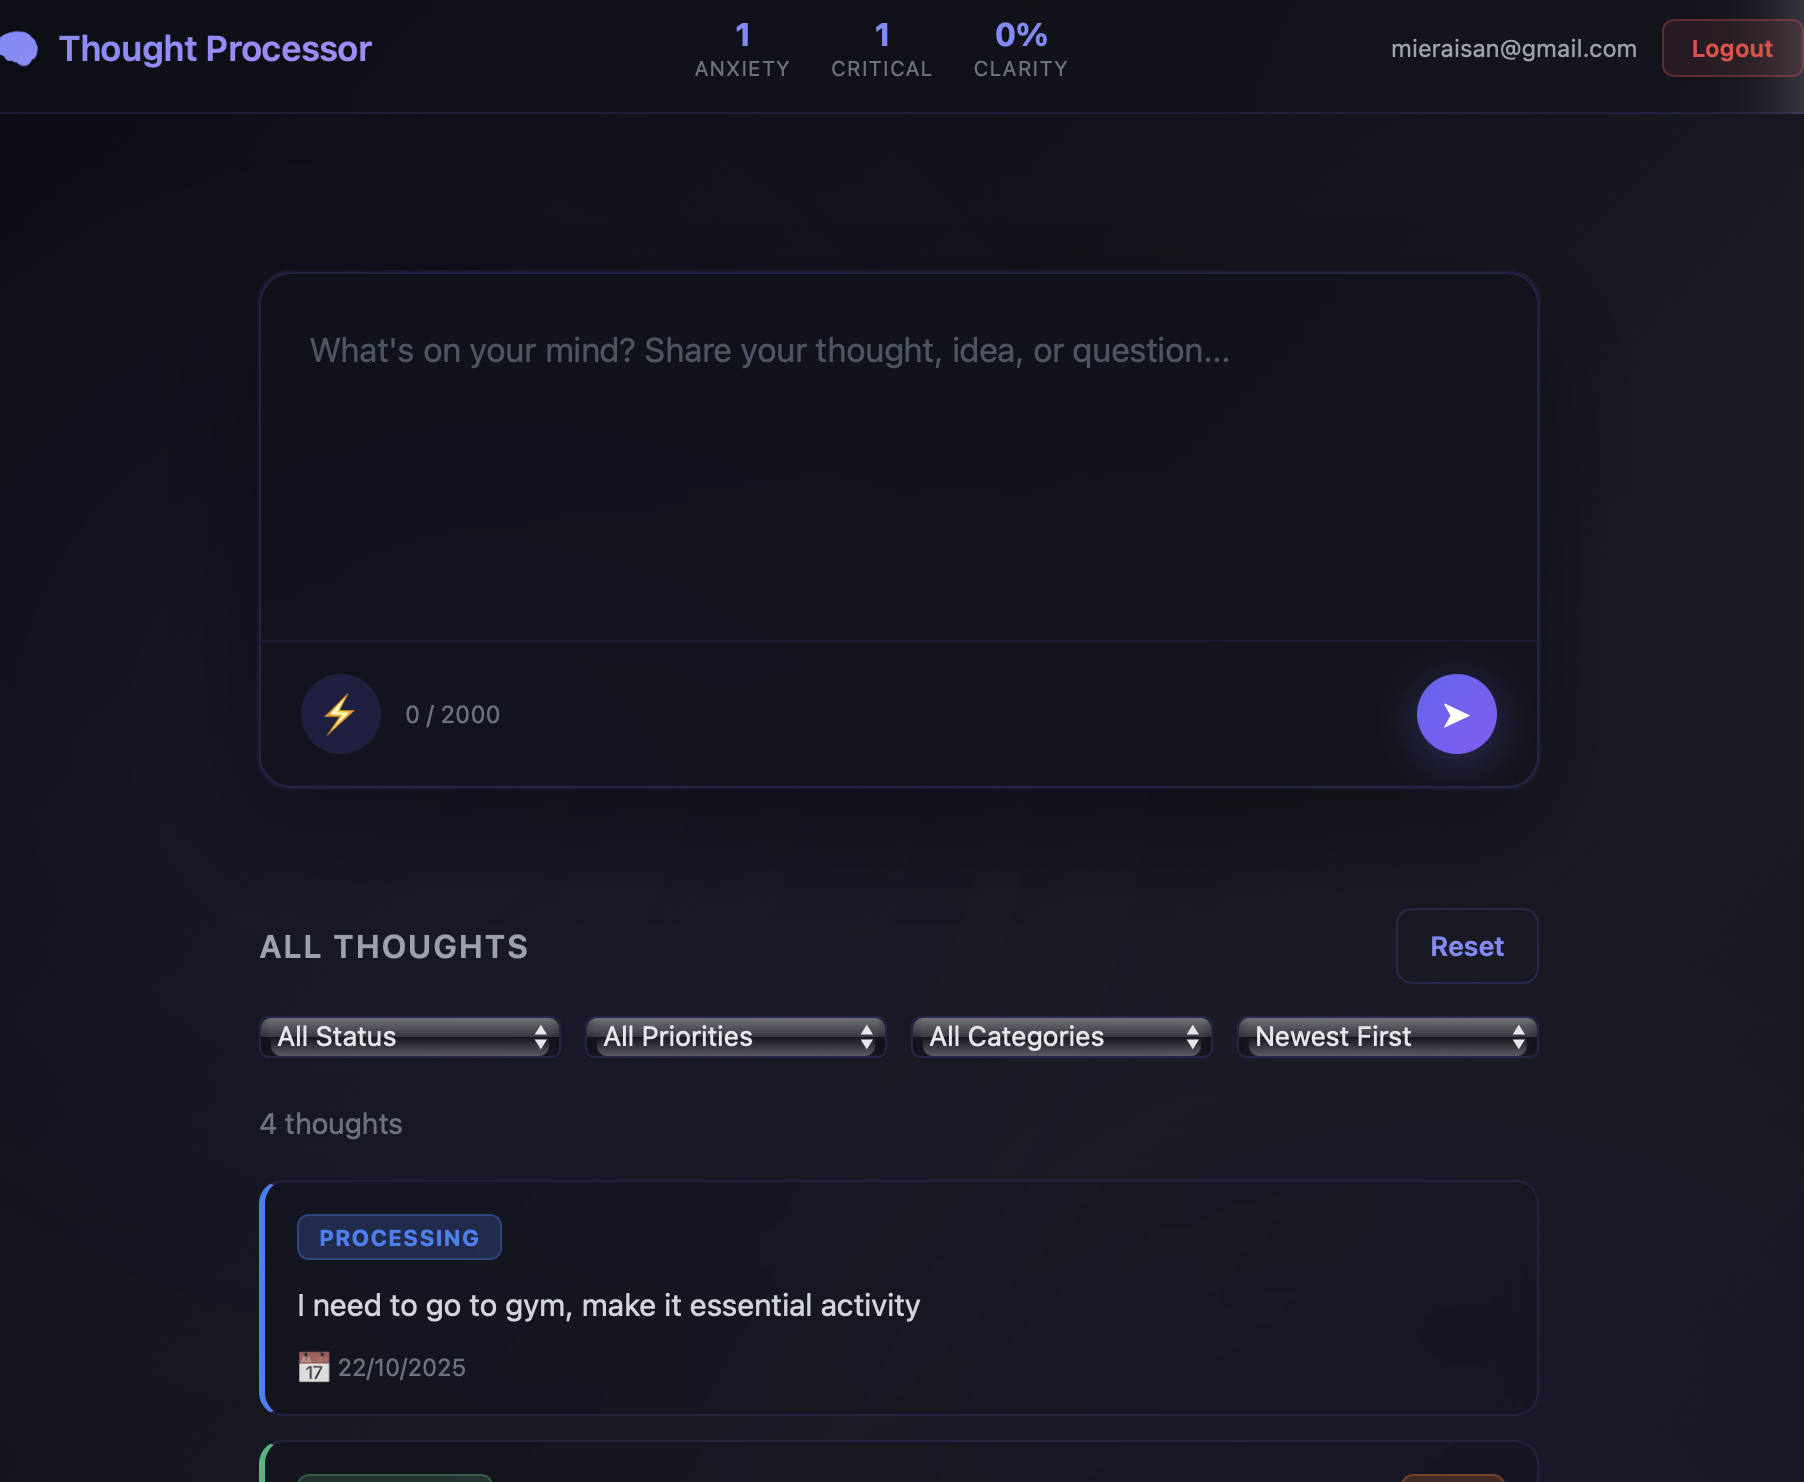 Thought Processor
1
ANXIETY
1
CRITICAL
0%
CLARITY
mieraisan@gmail.com
Logout
What's on your mind? Share your thought, idea, or question...
0 / 2000
ALL THOUGHTS
Reset
All Status
All Priorities
All Categories
Newest First
4 thoughts
PROCESSING
I need to go to gym, make it essential activity
JUL
17
22/10/2025